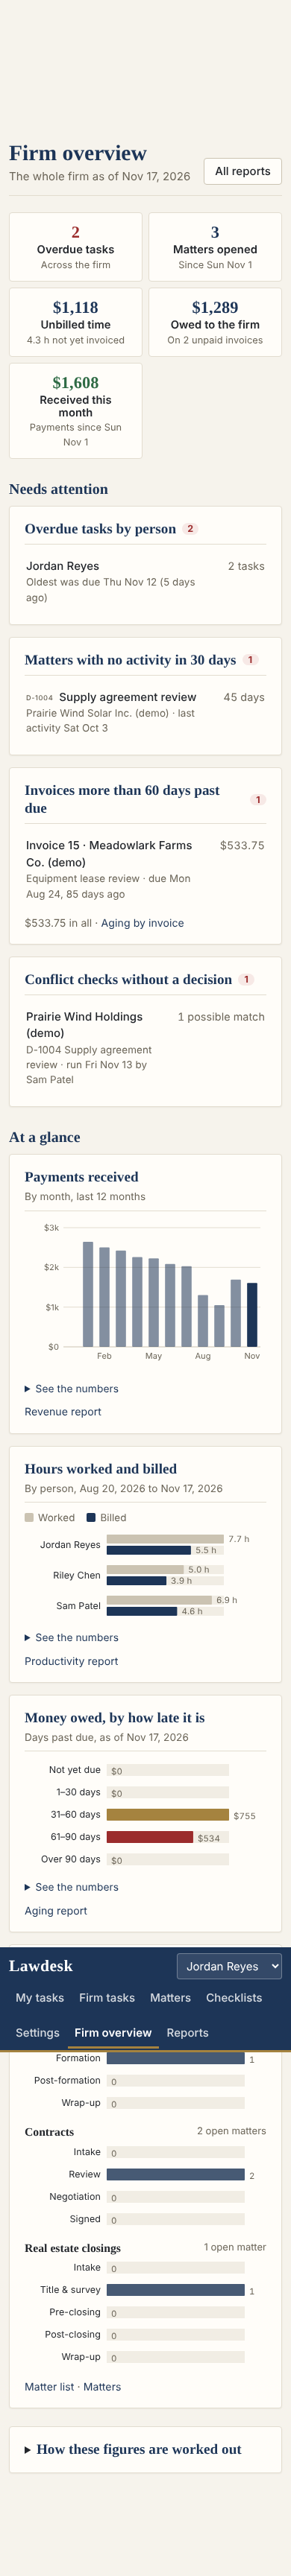 Firm overview
The whole firm as of Nov 17, 2026
All reports
2
Overdue tasks
Across the firm
3
Matters opened
Since Sun Nov 1
$1,118
Unbilled time
4.3 h not yet invoiced
$1,289
Owed to the firm
On 2 unpaid invoices
$1,608
Received this
month
Payments since Sun
Nov 1
Needs attention
Overdue tasks by person 2
Jordan Reyes 2 tasks
Oldest was due Thu Nov 12 (5 days
ago)
Matters with no activity in 30 days 1
D-1004 Supply agreement review 45 days
Prairie Wind Solar Inc. (demo) · last
activity Sat Oct 3
Invoices more than 60 days past
due
1
Invoice 15 · Meadowlark Farms $533.75
Co. (demo)
Equipment lease review · due Mon
Aug 24, 85 days ago
$533.75 in all · Aging by invoice
Conflict checks without a decision 1
Prairie Wind Holdings 1 possible match
(demo)
D-1004 Supply agreement
review · run Fri Nov 13 by
Sam Patel
At a glance
Payments received
By month, last 12 months
$3k
$2k
$1k
$0
Feb May Aug Nov
▶ See the numbers
Revenue report
Hours worked and billed
By person, Aug 20, 2026 to Nov 17, 2026
Worked Billed
Jordan Reyes 7.7 h
5.5 h
Riley Chen 5.0 h
3.9 h
Sam Patel 6.9 h
4.6 h
▶ See the numbers
Productivity report
Money owed, by how late it is
Days past due, as of Nov 17, 2026
Not yet due $0
1–30 days $0
31–60 days $755
61–90 days $534
Over 90 days $0
▶ See the numbers
Aging report
Lawdesk Jordan Reyes
My tasks Firm tasks Matters Checklists
Settings Firm overview Reports
Formation 1
Post-formation 0
Wrap-up 0
Contracts 2 open matters
Intake 0
Review 2
Negotiation 0
Signed 0
Real estate closings 1 open matter
Intake 0
Title & survey 1
Pre-closing 0
Post-closing 0
Wrap-up 0
Matter list · Matters
▶ How these figures are worked out